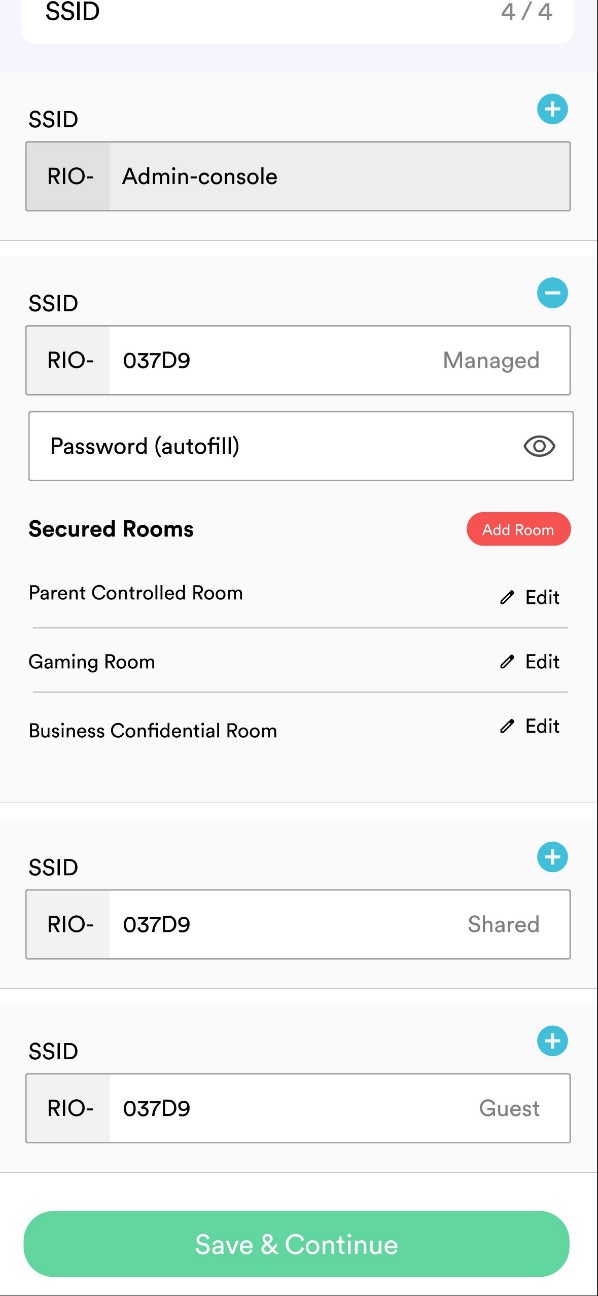 SSID 4 / 4
SSID
RIO- Admin-console
SSID
RIO- 037D9 Managed
Password (autofill)
Secured Rooms Add Room
Parent Controlled Room Edit
Gaming Room Edit
Business Confidential Room Edit
SSID
RIO- 037D9 Shared
SSID
RIO- 037D9 Guest
Save & Continue